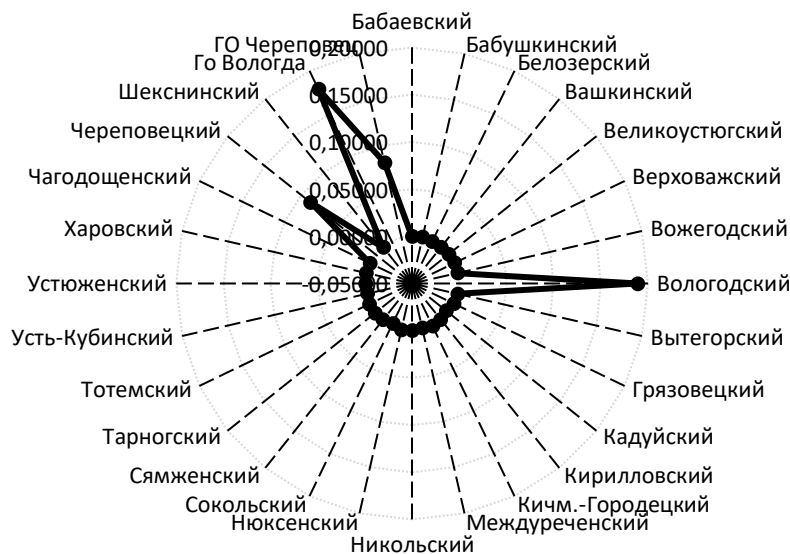 Бабаевский
Бабушкинский
Белозерский
Вашкинский
Великоустюгский
Верховажский
Вожегодский
Вологодский
Вытегорский
Грязовецкий
Кадуйский
Кирилловский
Кичм.-Городецкий
Междуреченский
Никольский
Нюксенский
Сокольский
Сямженский
Тарногский
Тотемский
Усть-Кубинский
Устюженский
Харовский
Чагодощенский
Череповецкий
Шекснинский
Го Вологда
ГО Череповец
0,20000
0,15000
0,10000
0,05000
0,00000
-0,05000